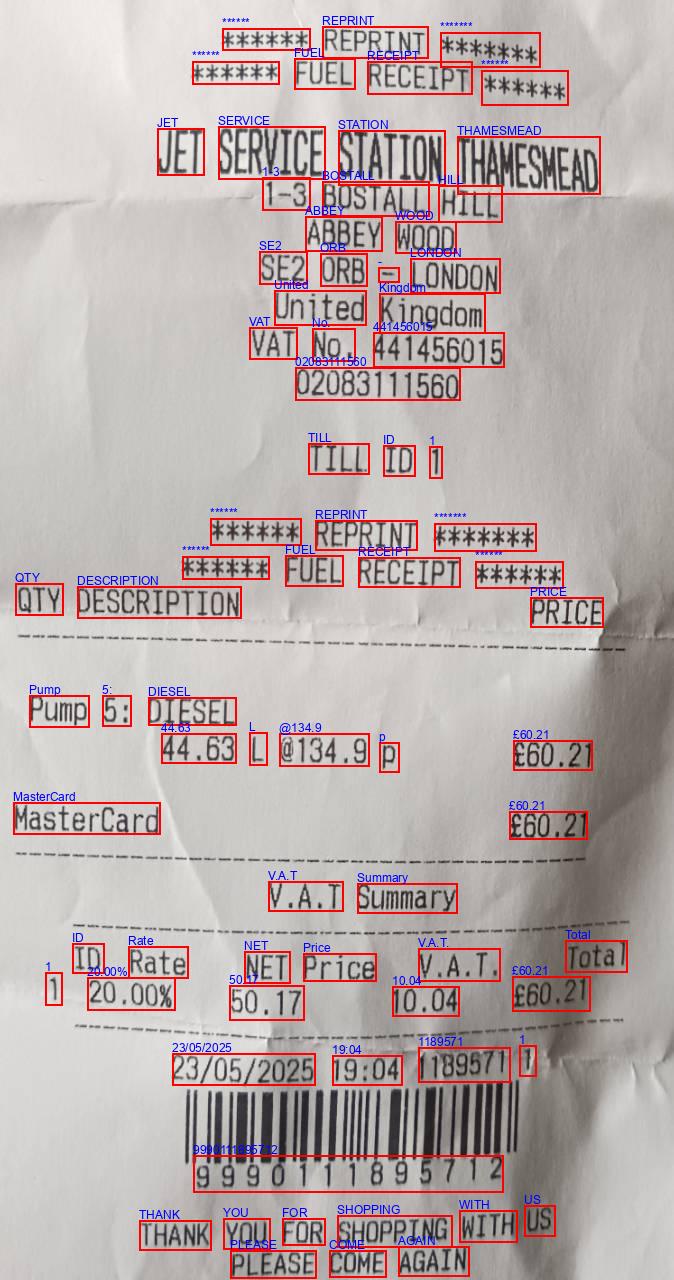 ****** REPRINT *******
****** FUEL RECEIPT ******
JET SERVICE STATION THAMESMEAD
1-3 BOSTALL HILL
ABBEY WOOD
SE2 ORB - LONDON
United Kingdom
VAT No. 441456015
02083111560
TILL ID 1
****** REPRINT *******
****** FUEL RECEIPT ******
QTY DESCRIPTION PRICE
Pump 5: DIESEL
44.63 L @134.9 p £60.21
MasterCard £60.21
V.A.T Summary
ID Rate NET Price V.A.T. Total
1 20.00% 50.17 10.04 £60.21
23/05/2025 19:04 1189571 1
9990111895712
THANK YOU FOR SHOPPING WITH US
PLEASE COME AGAIN